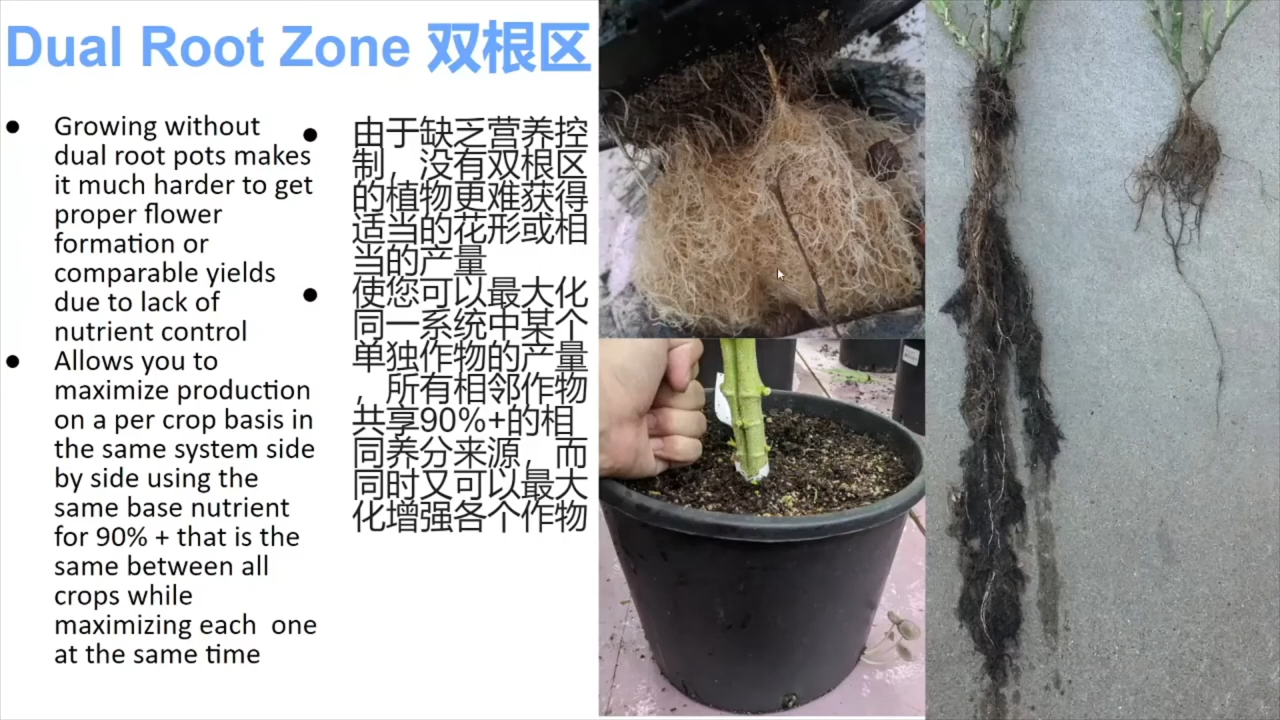 Dual Root Zone 双根区
● Growing without
dual root pots makes
it much harder to get
proper flower
formation or
comparable yields
due to lack of
nutrient control
● Allows you to
maximize production
on a per crop basis in
the same system side
by side using the
same base nutrient
for 90% + that is the
same between all
crops while
maximizing each  one
at the same time
● 由于缺乏营养控
制，没有双根区
的植物更难获得
适当的花形或相
当的产量
● 使您可以最大化
同一系统中某个
单独作物的产量
，所有相邻作物
共享90%+的相
同养分来源，而
同时又可以最大
化增强各个作物